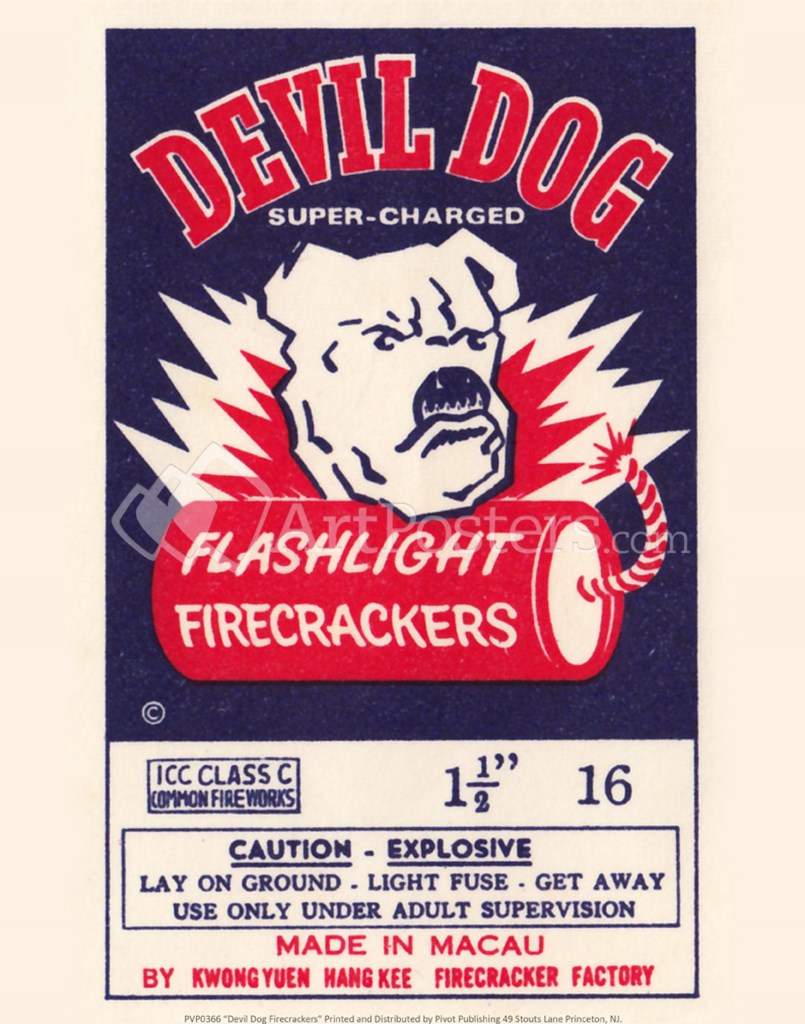 DEVIL DOG
SUPER-CHARGED
FLASHLIGHT
FIRECRACKERS
ArtPosters.com
©
ICC CLASS C
COMMON FIREWORKS
1 1/2” 16
CAUTION - EXPLOSIVE
LAY ON GROUND - LIGHT FUSE - GET AWAY
USE ONLY UNDER ADULT SUPERVISION
MADE IN MACAU
BY KWONG YUEN HANG KEE FIRECRACKER FACTORY
PVP0366 “Devil Dog Firecrackers” Printed and Distributed by Pivot Publishing 49 Stouts Lane Princeton, NJ.